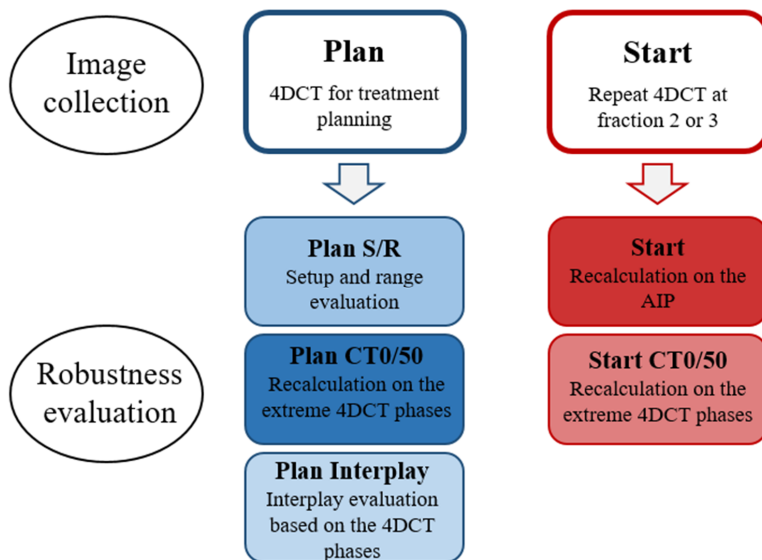 Image
collection
Plan
4DCT for treatment
planning
Start
Repeat 4DCT at
fraction 2 or 3
Robustness
evaluation
Plan S/R
Setup and range
evaluation
Plan CT0/50
Recalculation on the
extreme 4DCT phases
Plan Interplay
Interplay evaluation
based on the 4DCT
phases
Start
Recalculation on the
AIP
Start CT0/50
Recalculation on the
extreme 4DCT phases